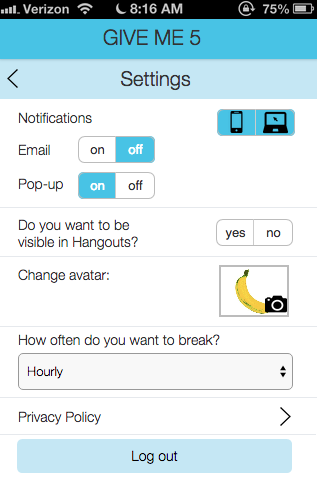 Verizon 8:16 AM 75%
GIVE ME 5
Settings
Notifications
Email on off
Pop-up on off
Do you want to be
visible in Hangouts?
yes no
Change avatar:
How often do you want to break?
Hourly
Privacy Policy
Log out